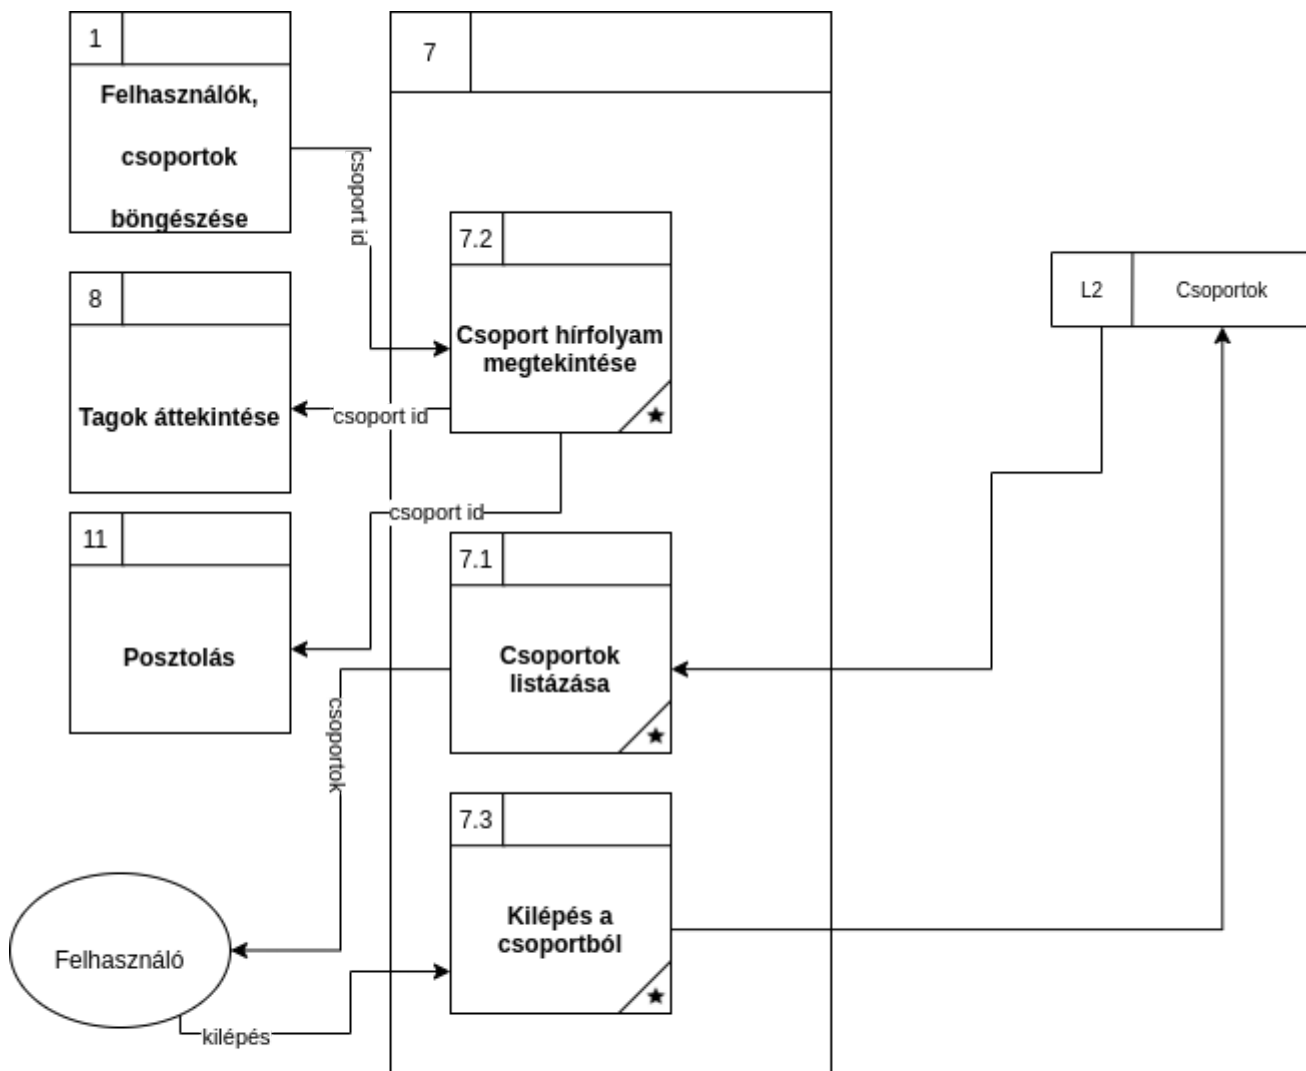 1
Felhasználók,
csoportok
böngészése
7
csoport id
7.2
Csoport hírfolyam
megtekintése
L2
Csoportok
8
Tagok áttekintése
csoport id
csoport id
11
Posztolás
7.1
Csoportok
listázása
csoportok
7.3
Kilépés a
csoportból
Felhasználó
kilépés